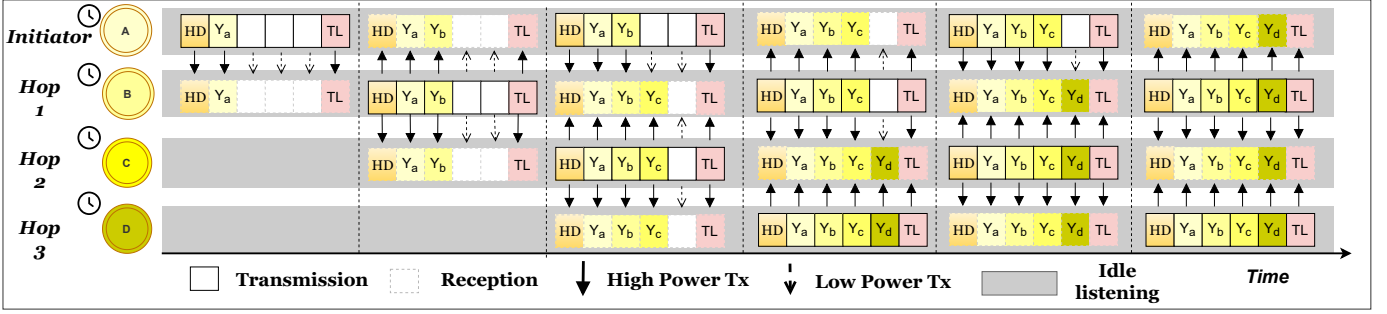 Initiator A HD Ya TL HD Ya Yb TL HD Ya Yb TL HD Ya Yb Yc TL HD Ya Yb Yc TL HD Ya Yb Yc Yd TL
Hop 1 B HD Ya TL HD Ya Yb TL HD Ya Yb Yc TL HD Ya Yb Yc TL HD Ya Yb Yc Yd TL HD Ya Yb Yc Yd TL
Hop 2 C HD Ya Yb TL HD Ya Yb Yc TL HD Ya Yb Yc Yd TL HD Ya Yb Yc Yd TL HD Ya Yb Yc Yd TL
Hop 3 D HD Ya Yb Yc TL HD Ya Yb Yc Yd TL HD Ya Yb Yc Yd TL HD Ya Yb Yc Yd TL
Transmission Reception High Power Tx Low Power Tx Idle listening Time